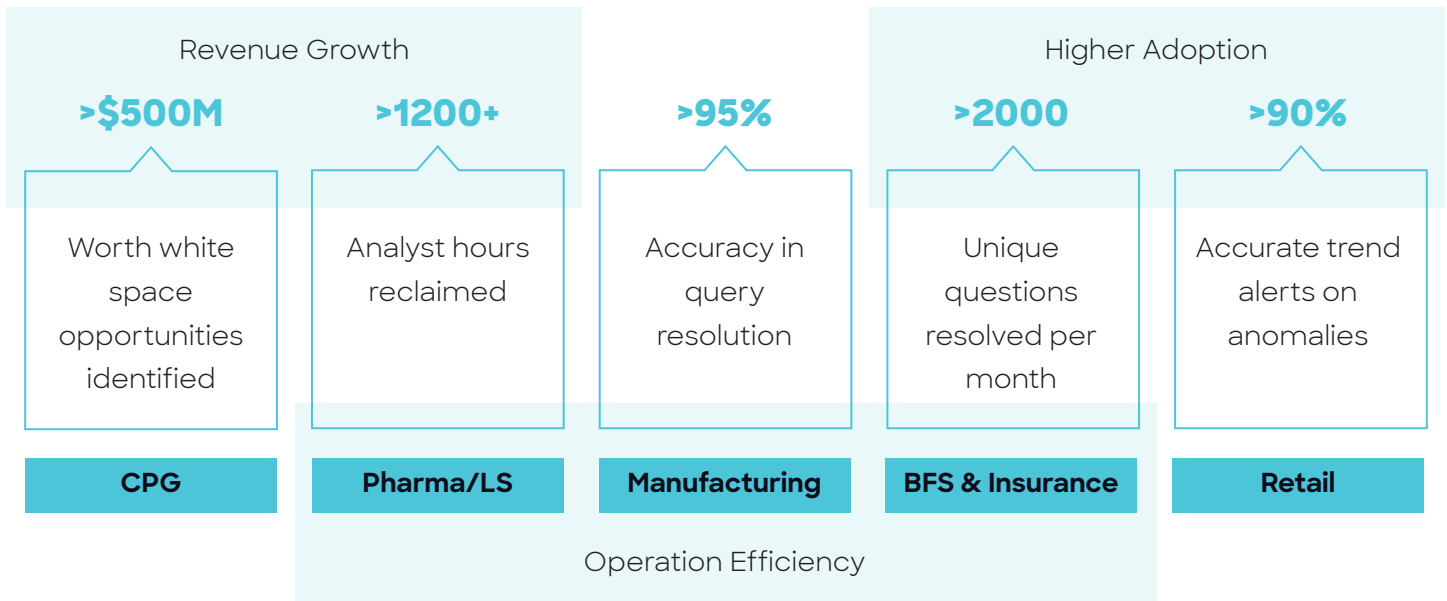 Revenue Growth
Higher Adoption
>$500M
>1200+
>95%
>2000
>90%
Worth white
space
opportunities
identified
Analyst hours
reclaimed
Accuracy in
query
resolution
Unique
questions
resolved per
month
Accurate trend
alerts on
anomalies
CPG
Pharma/LS
Manufacturing
BFS & Insurance
Retail
Operation Efficiency